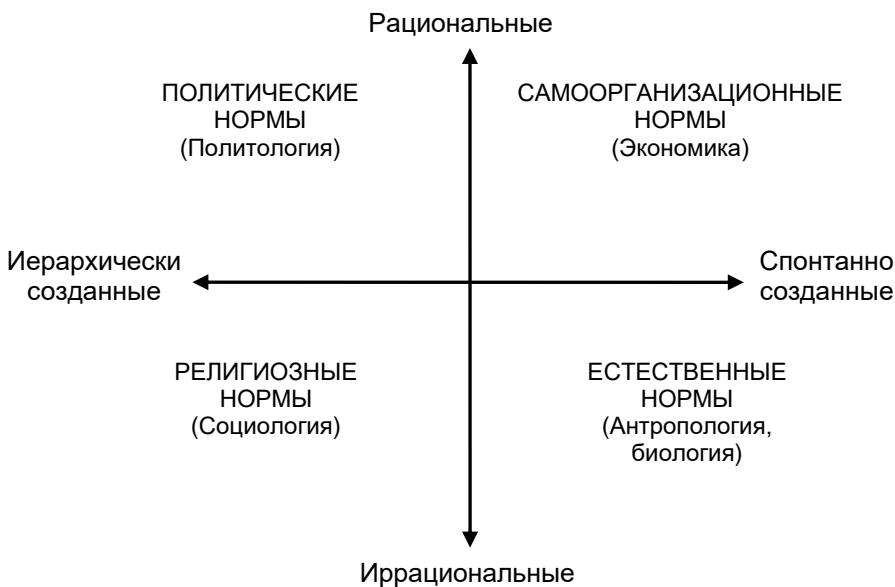 Рациональные
ПОЛИТИЧЕСКИЕ
НОРМЫ
(Политология)
САМООРГАНИЗАЦИОННЫЕ
НОРМЫ
(Экономика)
Иерархически
созданные
Спонтанно
созданные
РЕЛИГИОЗНЫЕ
НОРМЫ
(Социология)
ЕСТЕСТВЕННЫЕ
НОРМЫ
(Антропология,
биология)
Иррациональные